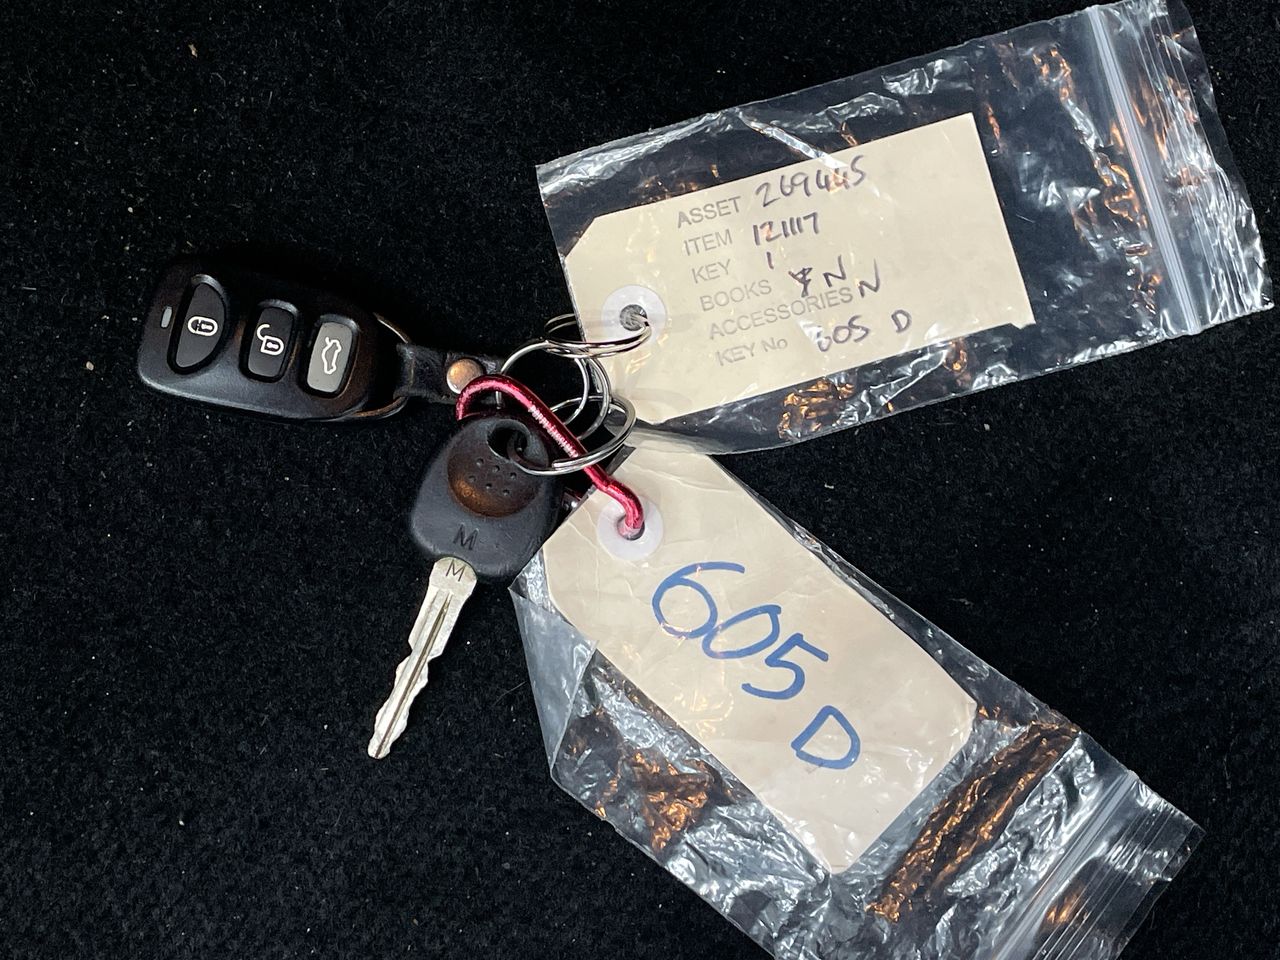 ASSET 269445
ITEM 121117
KEY 1
BOOKS Y N
ACCESSORIES N
KEY No 605 D
M
M
605 D